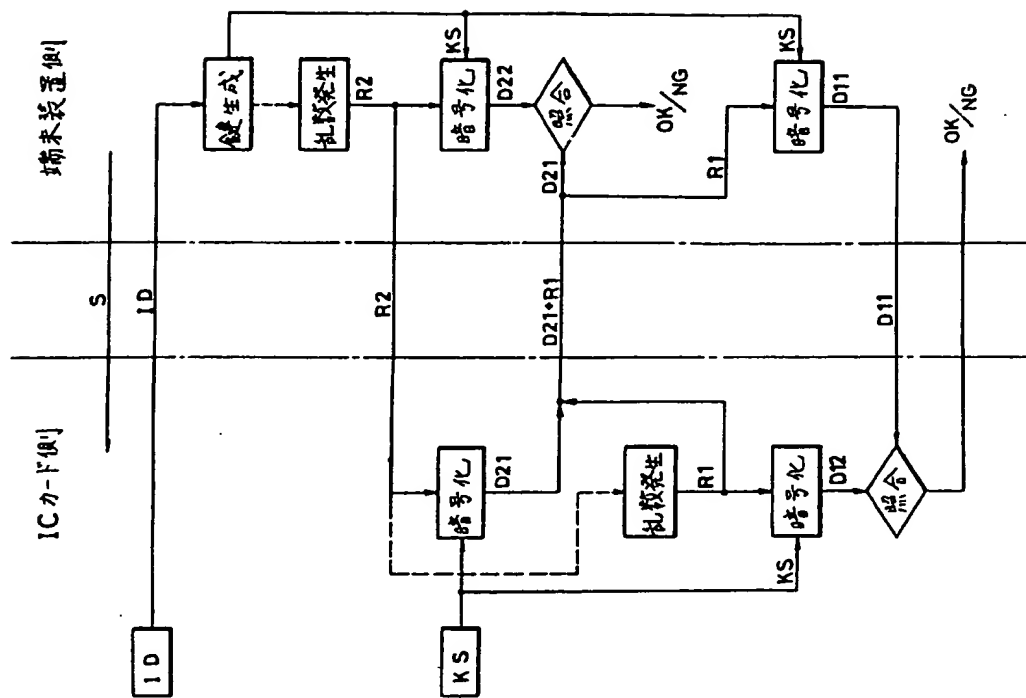 ICカード側
端末装置側
S
ID
ID
鍵生成
乱数発生
R2
R2
KS
KS
暗号化
暗号化
KS
D21
D22
D21+R1
D21
照合
乱数発生
OK/NG
R1
R1
KS
KS
暗号化
暗号化
D12
D11
D11
照合
OK/NG